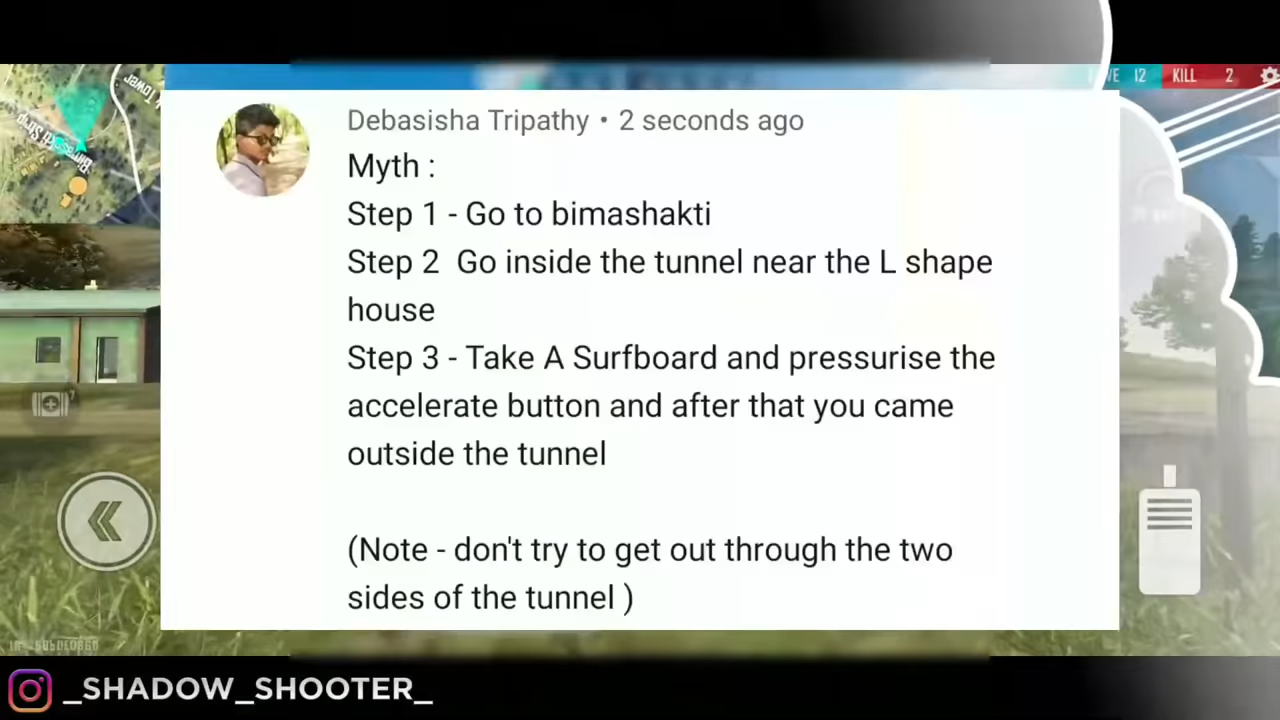 VE 12 KILL 2
Debasisha Tripathy • 2 seconds ago
Myth :
Step 1 - Go to bimashakti
Step 2  Go inside the tunnel near the L shape
house
Step 3 - Take A Surfboard and pressurise the
accelerate button and after that you came
outside the tunnel
(Note - don't try to get out through the two
sides of the tunnel )
_SHADOW_SHOOTER_